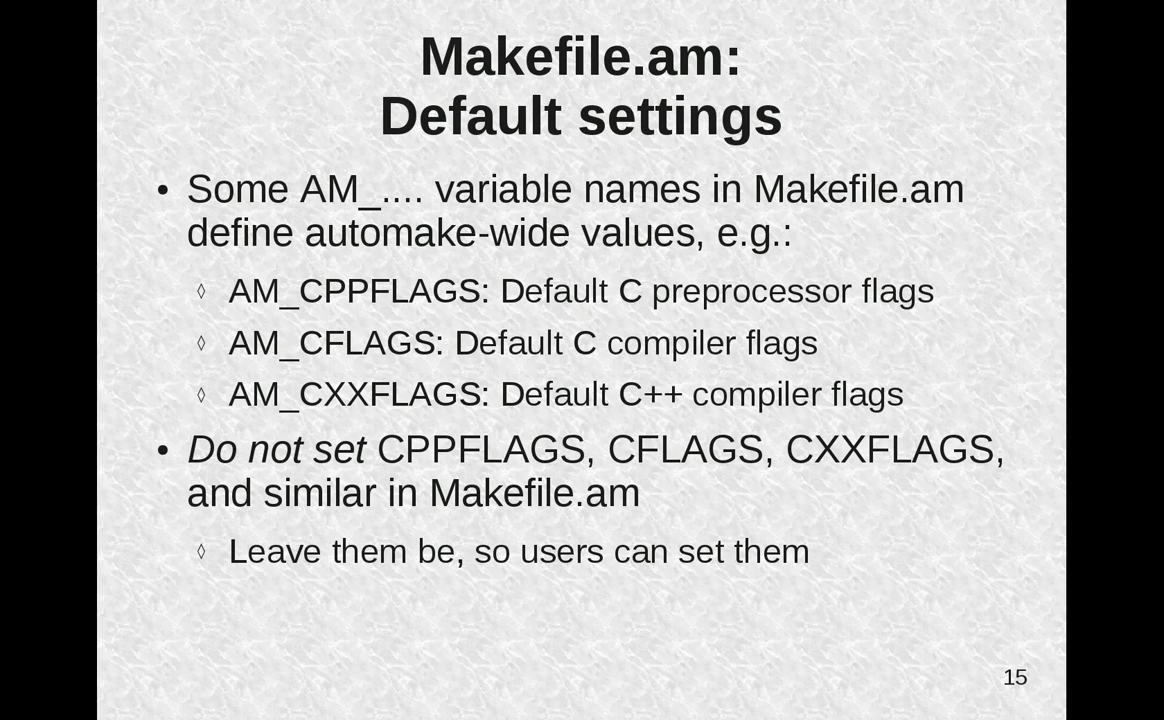 Makefile.am:
Default settings
• Some AM_.... variable names in Makefile.am
define automake-wide values, e.g.:
◊ AM_CPPFLAGS: Default C preprocessor flags
◊ AM_CFLAGS: Default C compiler flags
◊ AM_CXXFLAGS: Default C++ compiler flags
• Do not set CPPFLAGS, CFLAGS, CXXFLAGS,
and similar in Makefile.am
◊ Leave them be, so users can set them
15